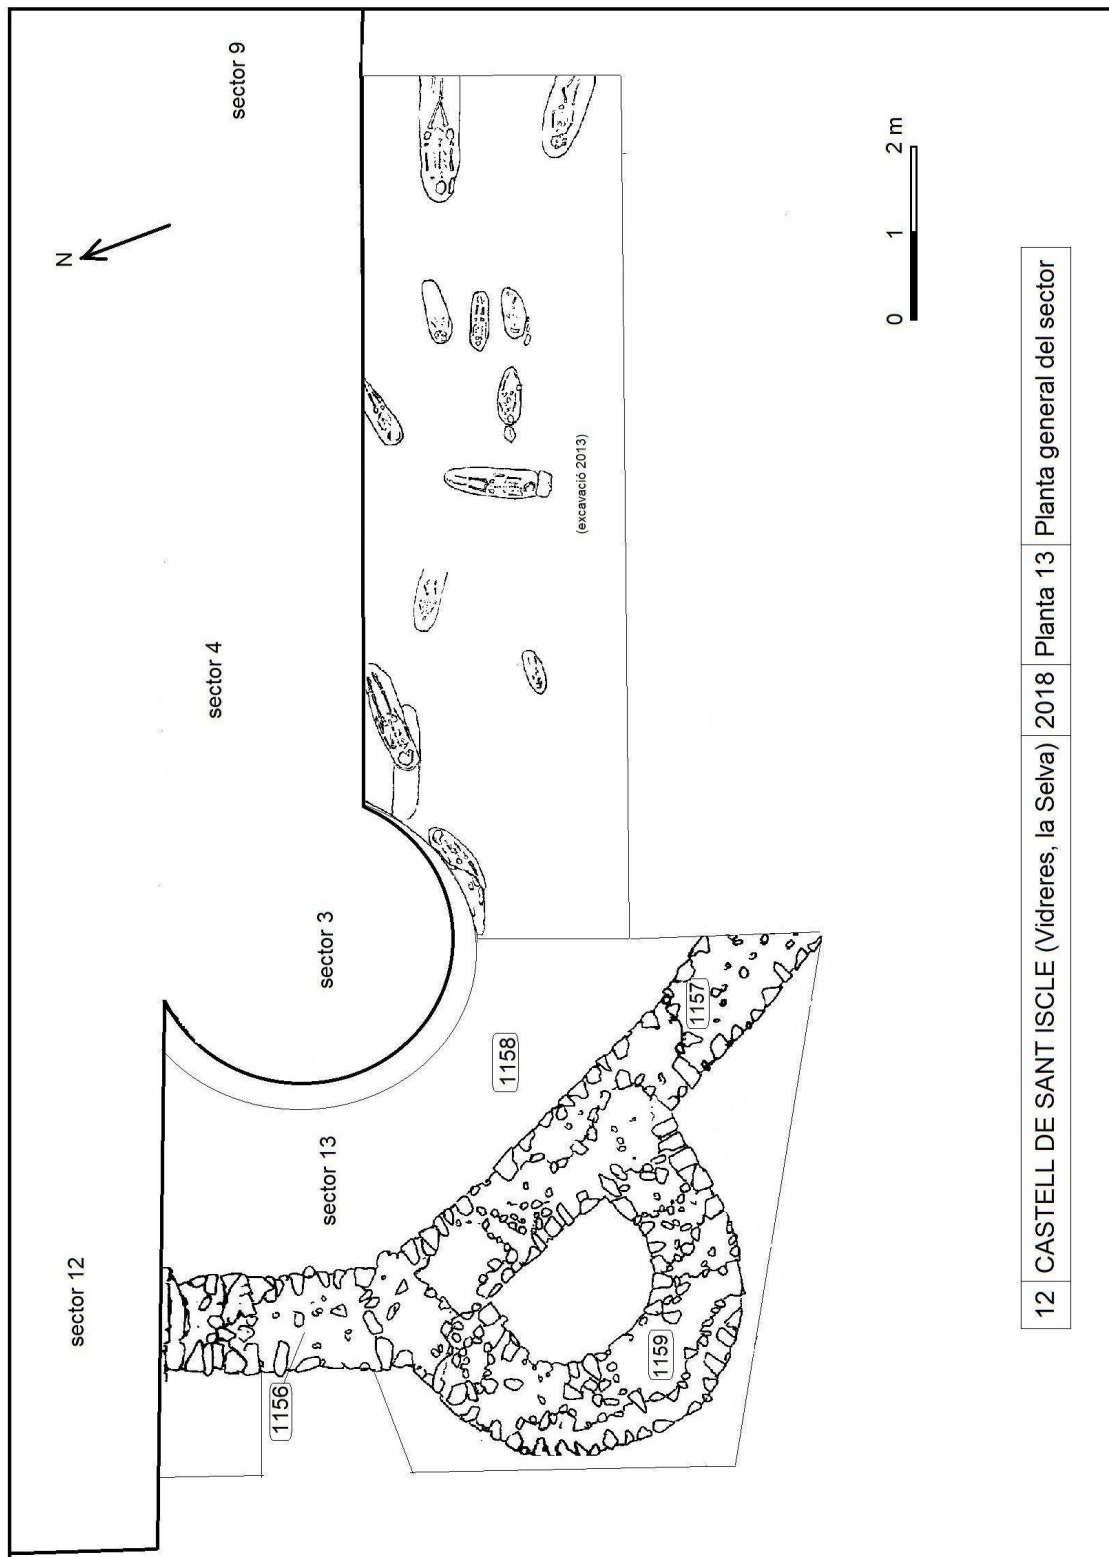 sector 12
sector 4
sector 9
N
sector 3
sector 13
1156
1158
1157
1159
(excavació 2013)
0 1 2 m
12 CASTELL DE SANT ISCLE (Vidreres, la Selva) 2018 Planta 13 Planta general del sector